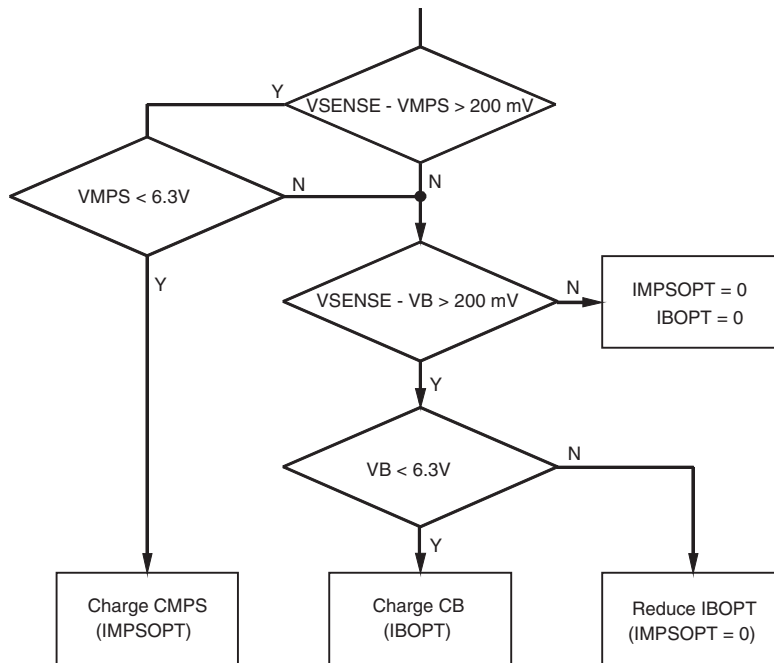 VSENSE - VMPS > 200 mV
Y
N
VMPS < 6.3V
N
Y
VSENSE - VB > 200 mV
N
Y
IMPSOPT = 0
IBOPT = 0
VB < 6.3V
N
Y
Charge CMPS
(IMPSOPT)
Charge CB
(IBOPT)
Reduce IBOPT
(IMPSOPT = 0)